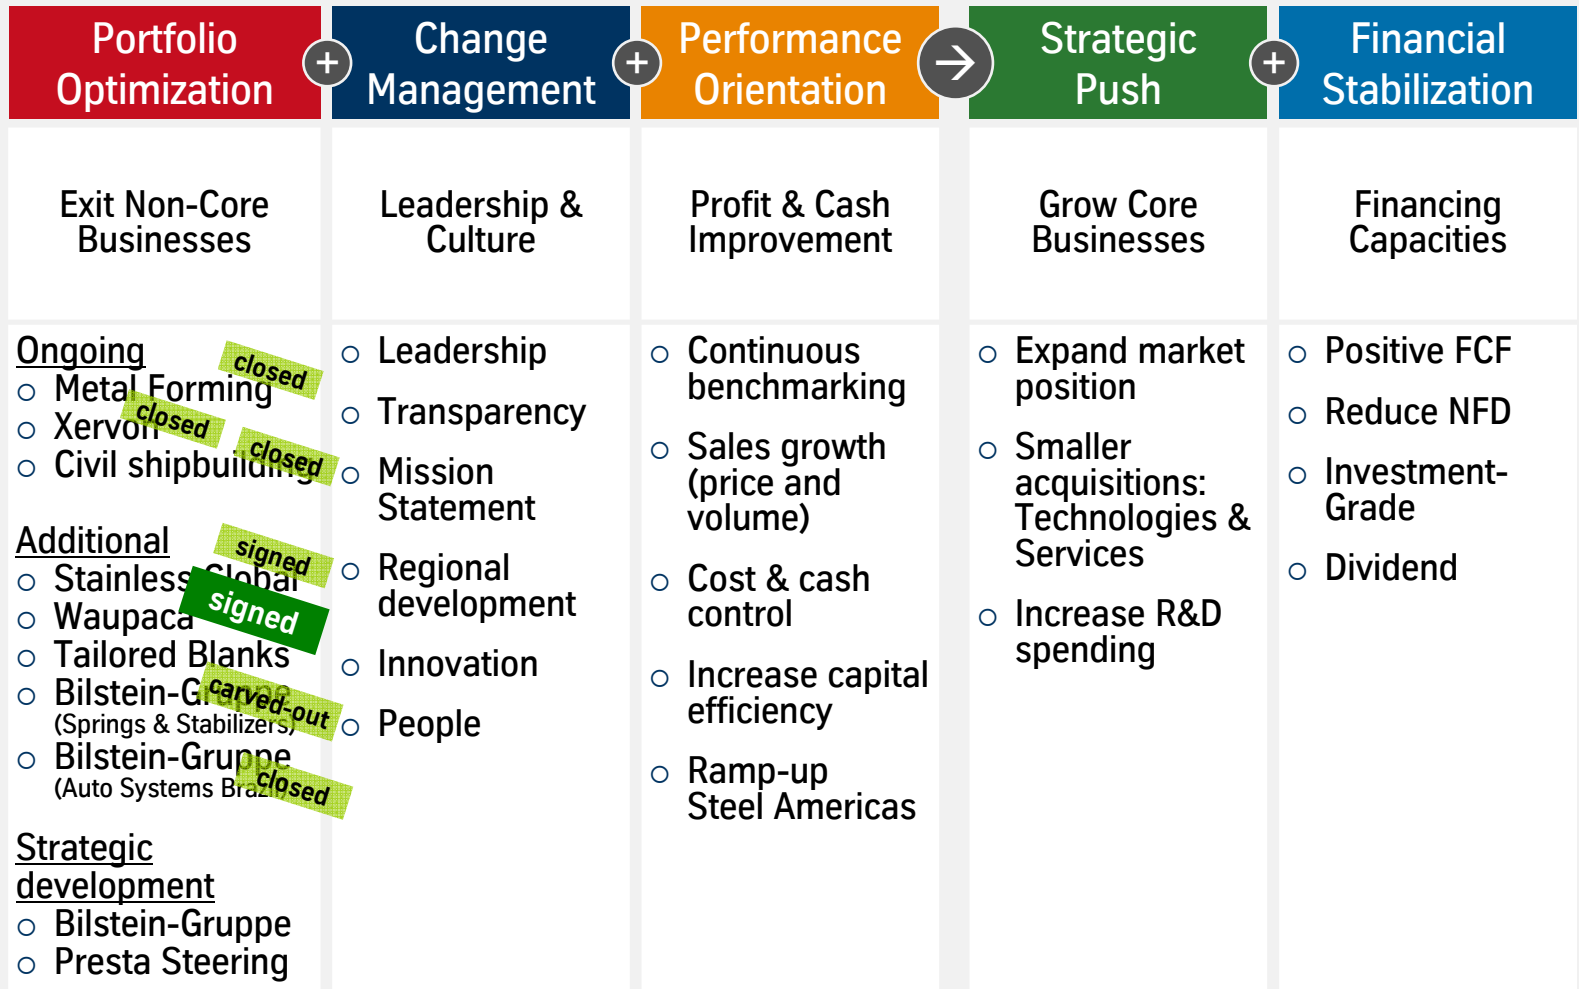 Portfolio
Optimization
+
Change
Management
+
Performance
Orientation
→
Strategic
Push
+
Financial
Stabilization
Exit Non-Core
Businesses
Leadership &
Culture
Profit & Cash
Improvement
Grow Core
Businesses
Financing
Capacities
Ongoing
closed
○ Metal Forming
closed
○ Xervon
closed
○ Civil shipbuilding
Additional
signed
○ Stainless Global
signed
○ Waupaca
○ Tailored Blanks
○ Bilstein-Gruppe
carved-out
(Springs & Stabilizers)
○ Bilstein-Gruppe
closed
(Auto Systems Brazil)
Strategic
development
○ Bilstein-Gruppe
○ Presta Steering
○ Leadership
○ Transparency
○ Mission
Statement
○ Regional
development
○ Innovation
○ People
○ Continuous
benchmarking
○ Sales growth
(price and
volume)
○ Cost & cash
control
○ Increase capital
efficiency
○ Ramp-up
Steel Americas
○ Expand market
position
○ Smaller
acquisitions:
Technologies &
Services
○ Increase R&D
spending
○ Positive FCF
○ Reduce NFD
○ Investment-
Grade
○ Dividend